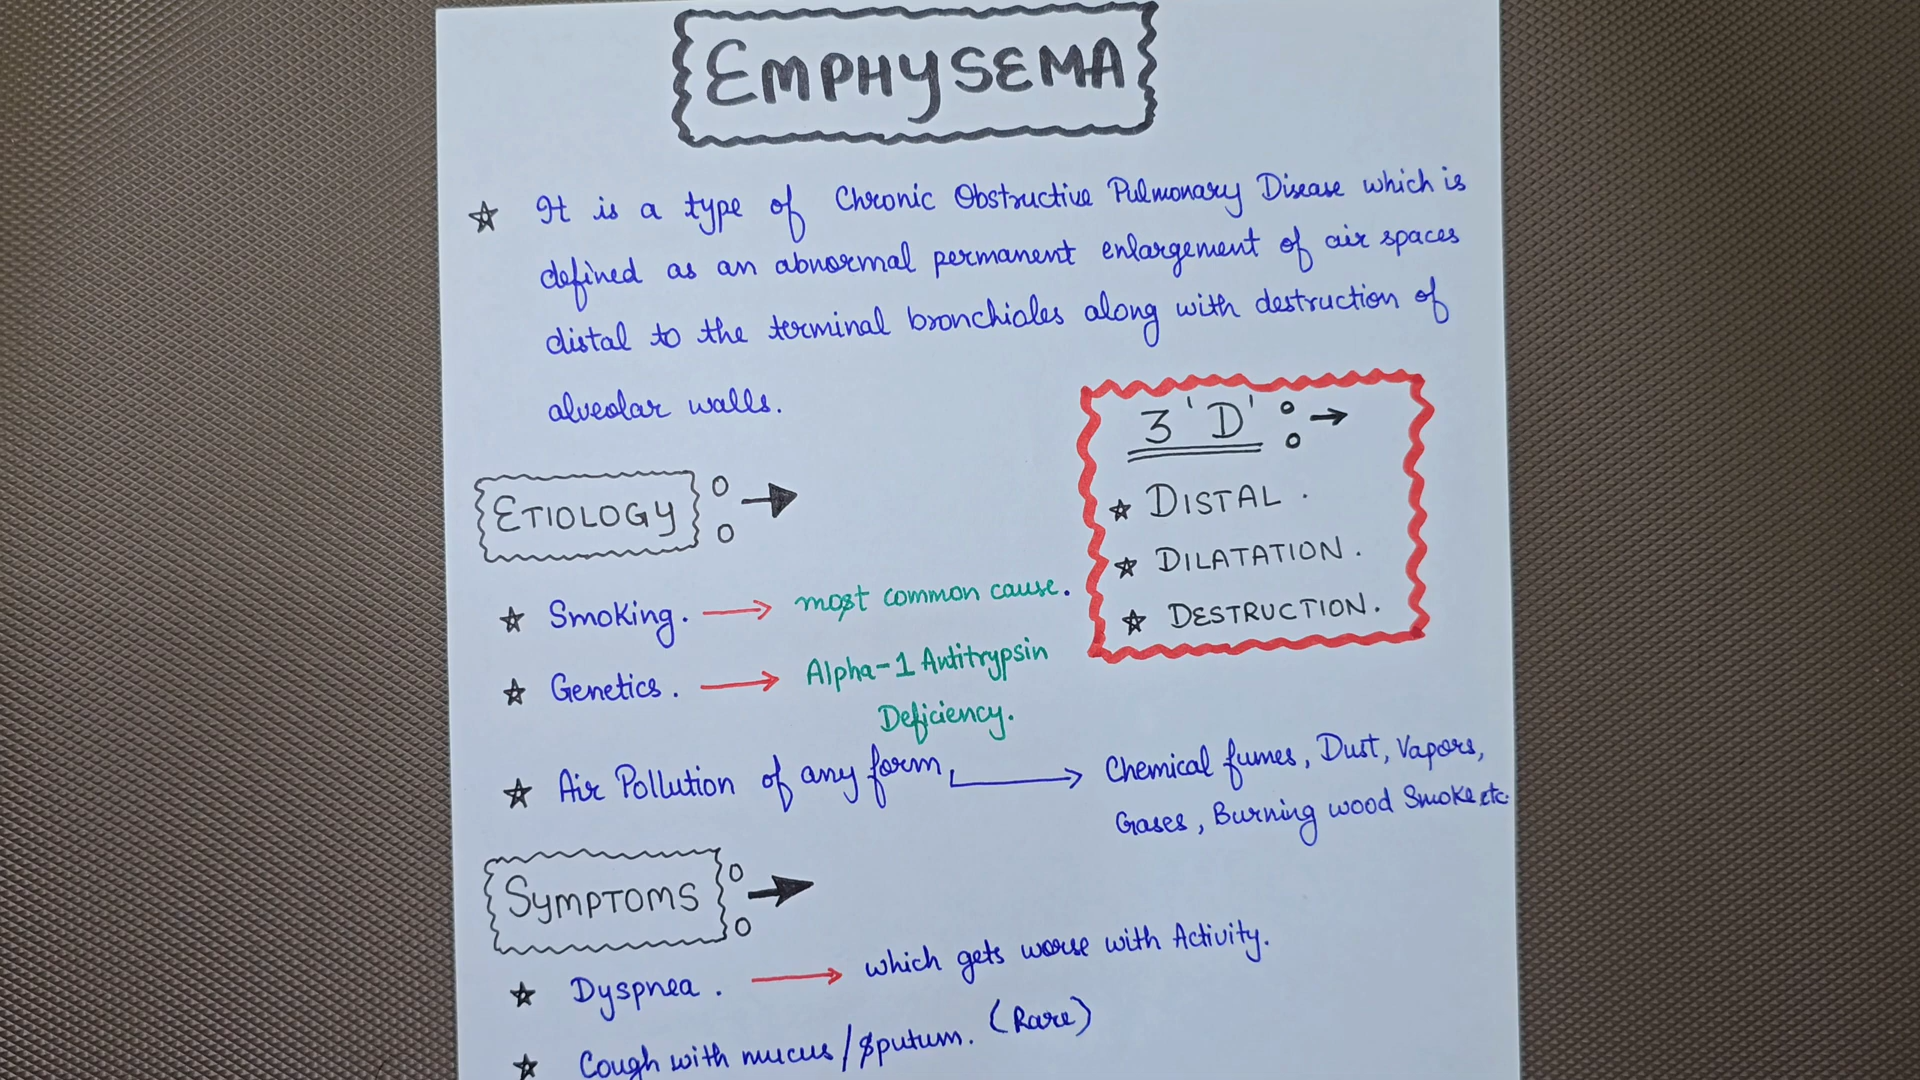 EMPHYSEMA
☆ It is a type of Chronic Obstructive Pulmonary Disease which is
defined as an abnormal permanent enlargement of air spaces
distal to the terminal bronchioles along with destruction of
alveolar walls.
3 'D' : →
☆ DISTAL .
☆ DILATATION .
☆ DESTRUCTION .
ETIOLOGY : →
☆ Smoking. → most common cause.
☆ Genetics. → Alpha-1 Antitrypsin
Deficiency.
☆ Air Pollution of any form → Chemical fumes, Dust, Vapors,
Gases, Burning wood Smoke etc.
SYMPTOMS : →
☆ Dyspnea . → which gets worse with Activity.
☆ Cough with mucus/sputum. (Rare)